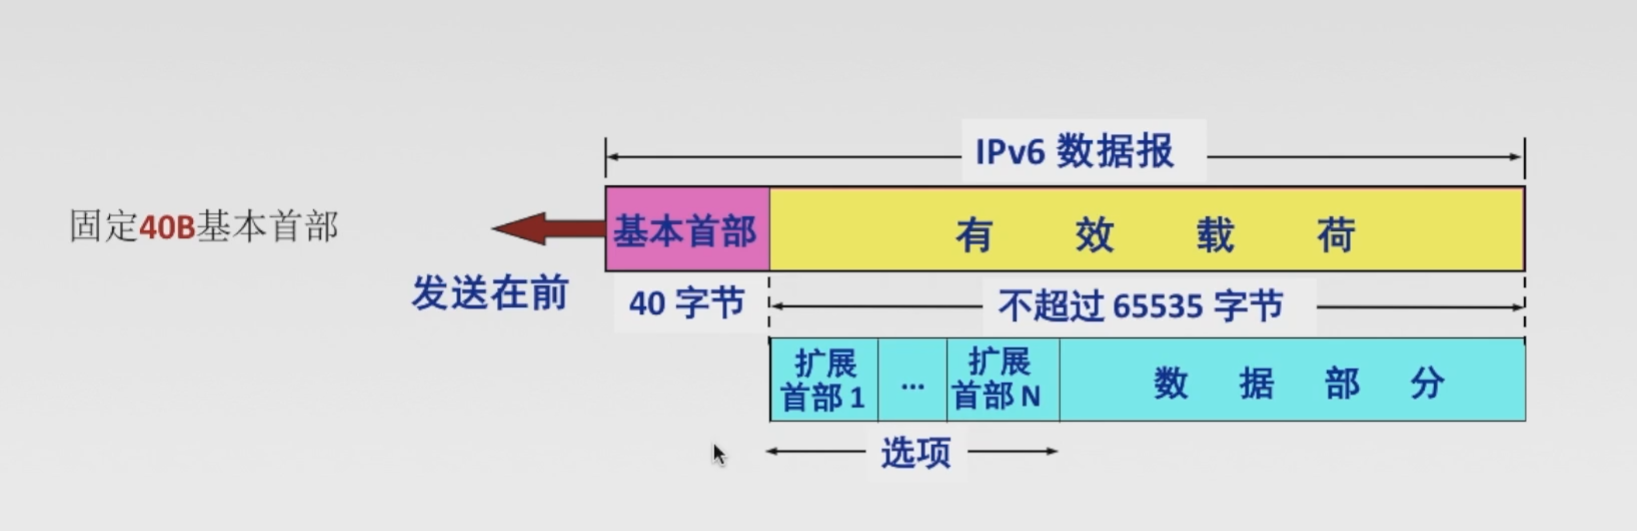 IPv6 数据报
固定40B基本首部
基本首部
有效载荷
发送在前
40 字节
不超过 65535 字节
扩展
首部 1
...
扩展
首部 N
数据部分
选项